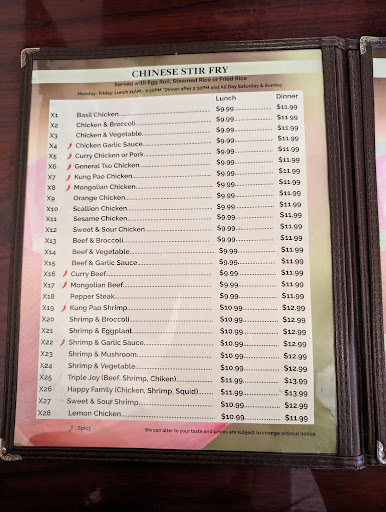 CHINESE STIR FRY
Served with Egg Roll, Steamed Rice or Fried Rice
Monday- Friday: Lunch 11AM - 2:30PM *Dinner after 2:30PM and All Day Saturday & Sunday
Lunch Dinner
X1 Basil Chicken $9.99 $11.99
X2 Chicken & Broccoli $9.99 $11.99
X3 Chicken & Vegetable $9.99 $11.99
X4 Chicken Garlic Sauce $9.99 $11.99
X5 Curry Chicken or Pork $9.99 $11.99
X6 General Tso Chicken $9.99 $11.99
X7 Kung Pao Chicken $9.99 $11.99
X8 Mongolian Chicken $9.99 $11.99
X9 Orange Chicken $9.99 $11.99
X10 Scallion Chicken $9.99 $11.99
X11 Sesame Chicken $9.99 $11.99
X12 Sweet & Sour Chicken $9.99 $11.99
X13 Beef & Broccoli $9.99 $11.99
X14 Beef & Vegetable $9.99 $11.99
X15 Beef & Garlic Sauce $9.99 $11.99
X16 Curry Beef $9.99 $11.99
X17 Mongolian Beef $9.99 $11.99
X18 Pepper Steak $9.99 $11.99
X19 Kung Pao Shrimp $10.99 $12.99
X20 Shrimp & Broccoli $10.99 $12.99
X21 Shrimp & Eggplant $10.99 $12.99
X22 Shrimp & Garlic Sauce $10.99 $12.99
X23 Shrimp & Mushroom $10.99 $12.99
X24 Shrimp & Vegetable $10.99 $12.99
X25 Triple Joy (Beef, Shrimp, Chiken) $11.99 $13.99
X26 Happy Family (Chicken, Shrimp, Squid) $11.99 $13.99
X27 Sweet & Sour Shrimp $10.99 $12.99
X28 Lemon Chicken $10.99 $11.99
: Spicy We can alter to your taste and prices are subject to change without notice